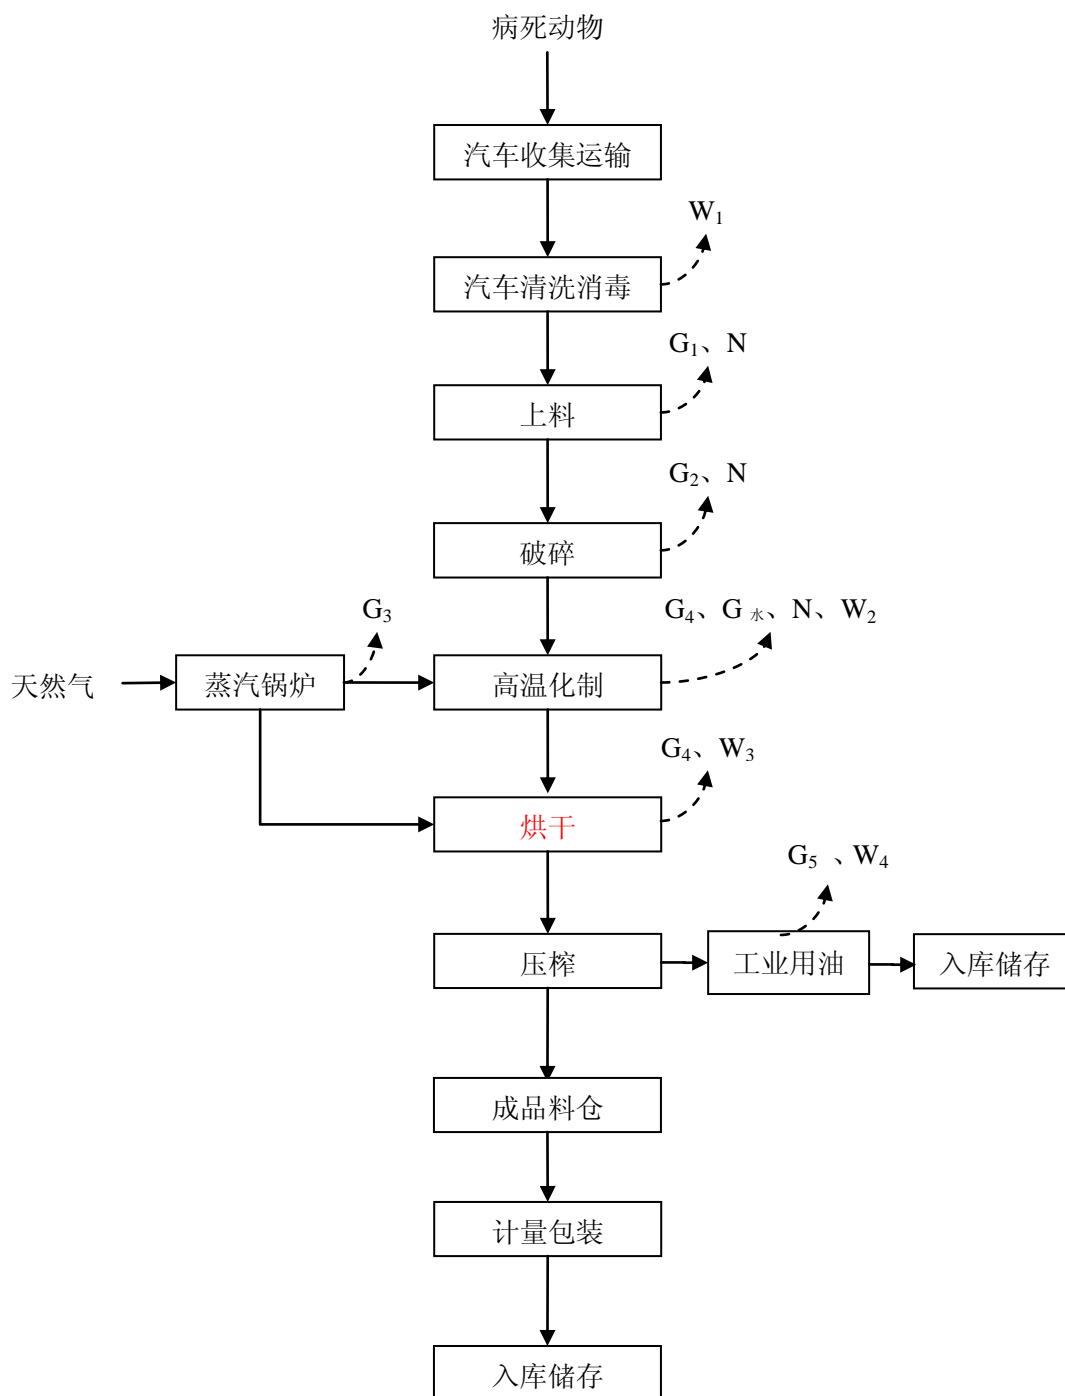 病死动物
汽车收集运输
W₁
汽车清洗消毒
G₁、N
上料
G₂、N
破碎
G₃
G₄、G水、N、W₂
天然气
蒸汽锅炉
高温化制
G₄、W₃
烘干
G₅ 、W₄
压榨
工业用油
入库储存
成品料仓
计量包装
入库储存